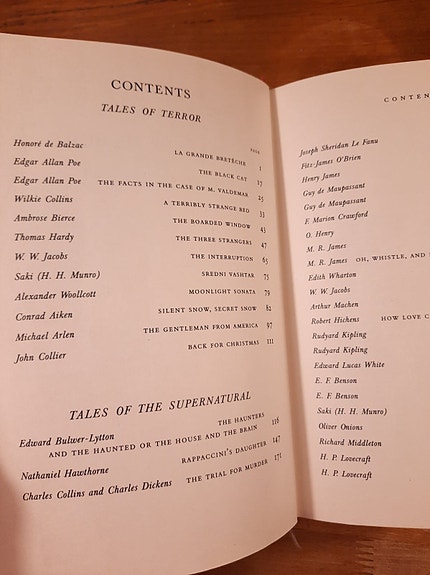 CONTENTS
TALES OF TERROR
PAGE
Honoré de Balzac LA GRANDE BRETÈCHE 1
Edgar Allan Poe THE BLACK CAT 17
Edgar Allan Poe THE FACTS IN THE CASE OF M. VALDEMAR 25
Wilkie Collins A TERRIBLY STRANGE BED 33
Ambrose Bierce THE BOARDED WINDOW 43
Thomas Hardy THE THREE STRANGERS 47
W. W. Jacobs THE INTERRUPTION 65
Saki (H. H. Munro) SREDNI VASHTAR 75
Alexander Woollcott MOONLIGHT SONATA 79
Conrad Aiken SILENT SNOW, SECRET SNOW 82
Michael Arlen THE GENTLEMAN FROM AMERICA 97
John Collier BACK FOR CHRISTMAS 111
TALES OF THE SUPERNATURAL
Edward Bulwer-Lytton THE HAUNTERS
AND THE HAUNTED OR THE HOUSE AND THE BRAIN 116
Nathaniel Hawthorne RAPPACCINI'S DAUGHTER 147
Charles Collins and Charles Dickens THE TRIAL FOR MURDER 171
CONTEN
Joseph Sheridan Le Fanu
Fitz-James O'Brien
Henry James
Guy de Maupassant
Guy de Maupassant
F. Marion Crawford
O. Henry
M. R. James
M. R. James OH, WHISTLE, AND I
Edith Wharton
W. W. Jacobs
Arthur Machen
Robert Hichens HOW LOVE C
Rudyard Kipling
Rudyard Kipling
Edward Lucas White
E. F. Benson
E. F. Benson
Saki (H. H. Munro)
Oliver Onions
Richard Middleton
H. P. Lovecraft
H. P. Lovecraft